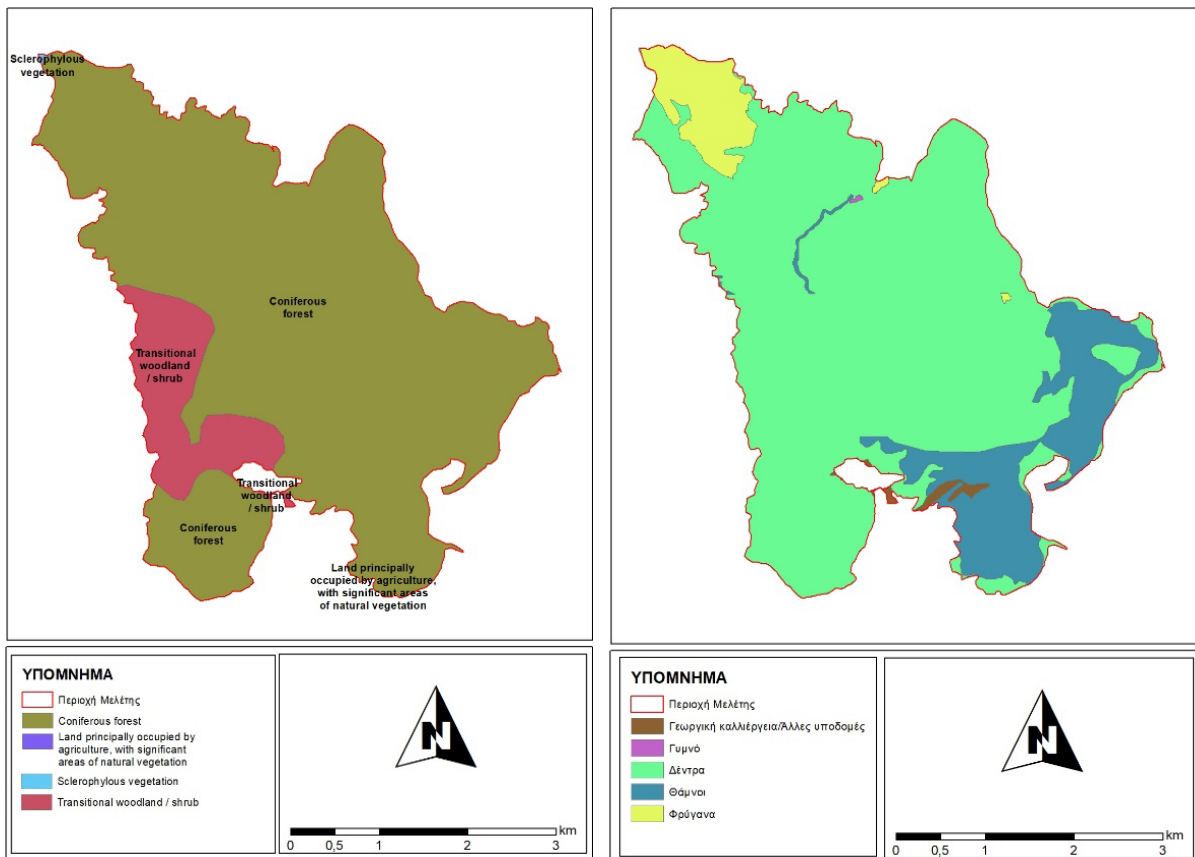 Sclerophylous
vegetation
Coniferous
forest
Transitional
woodland
/ shrub
Transitional
woodland
/ shrub
Coniferous
forest
Land principally
occupied by agriculture,
with significant areas
of natural vegetation
ΥΠΟΜΝΗΜΑ
Περιοχή Μελέτης
Coniferous forest
Land principally occupied by
agriculture, with significant
areas of natural vegetation
Sclerophylous vegetation
Transitional woodland / shrub
N
km
0 0,5 1 2 3
ΥΠΟΜΝΗΜΑ
Περιοχή Μελέτης
Γεωργική καλλιέργεια/Άλλες υποδομές
Γυμνό
Δέντρα
Θάμνοι
Φρύγανα
N
km
0 0,5 1 2 3